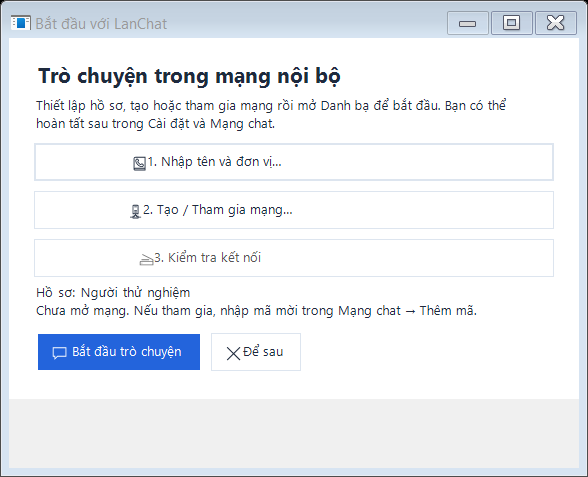 Bắt đầu với LanChat
Trò chuyện trong mạng nội bộ
Thiết lập hồ sơ, tạo hoặc tham gia mạng rồi mở Danh bạ để bắt đầu. Bạn có thể
hoàn tất sau trong Cài đặt và Mạng chat.
1. Nhập tên và đơn vị...
2. Tạo / Tham gia mạng...
3. Kiểm tra kết nối
Hồ sơ: Người thử nghiệm
Chưa mở mạng. Nếu tham gia, nhập mã mời trong Mạng chat → Thêm mã.
Bắt đầu trò chuyện
Để sau